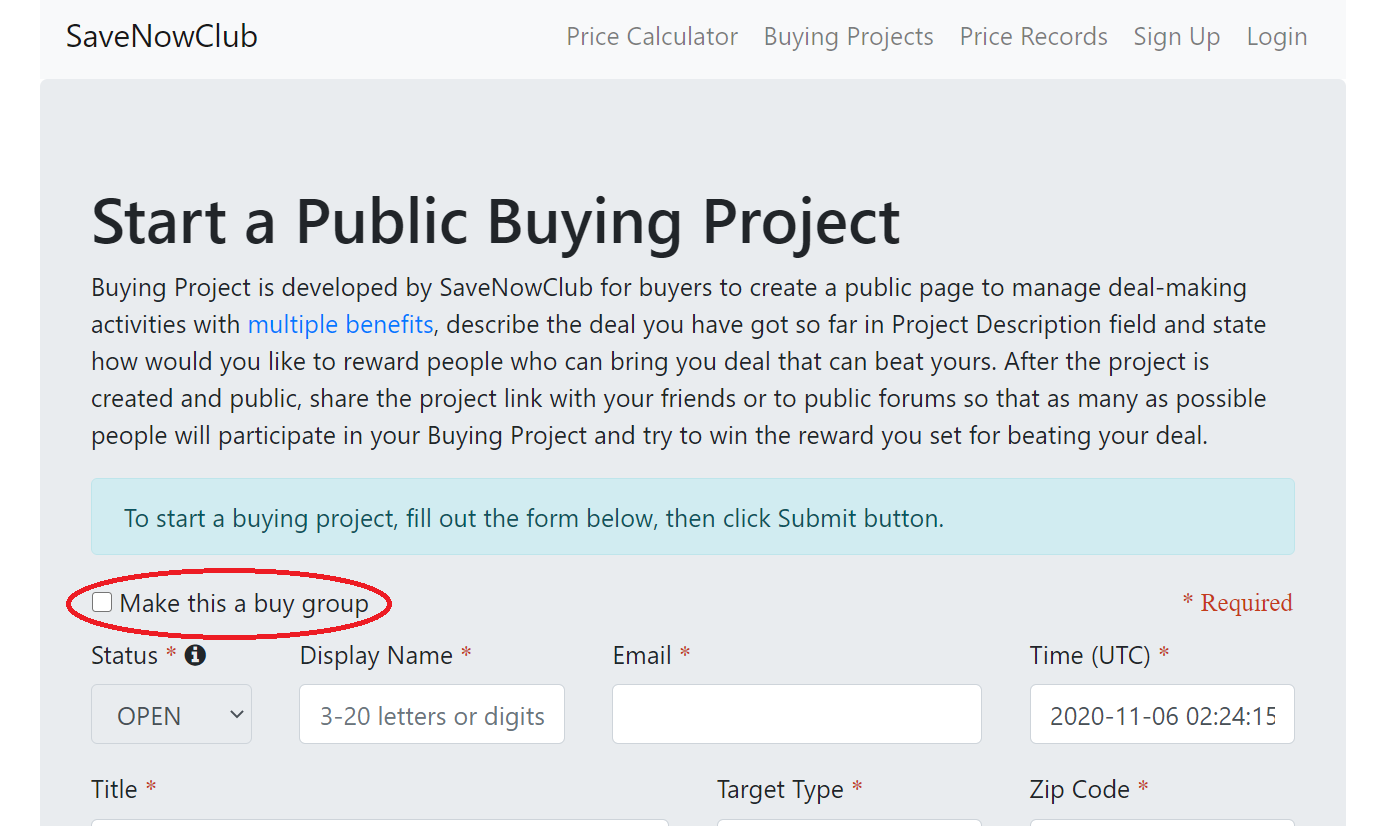 SaveNowClub Price Calculator Buying Projects Price Records Sign Up Login
Start a Public Buying Project
Buying Project is developed by SaveNowClub for buyers to create a public page to manage deal-making
activities with multiple benefits, describe the deal you have got so far in Project Description field and state
how would you like to reward people who can bring you deal that can beat yours. After the project is
created and public, share the project link with your friends or to public forums so that as many as possible
people will participate in your Buying Project and try to win the reward you set for beating your deal.
To start a buying project, fill out the form below, then click Submit button.
Make this a buy group * Required
Status * Display Name * Email * Time (UTC) *
OPEN 3-20 letters or digits 2020-11-06 02:24:15
Title * Target Type * Zip Code *